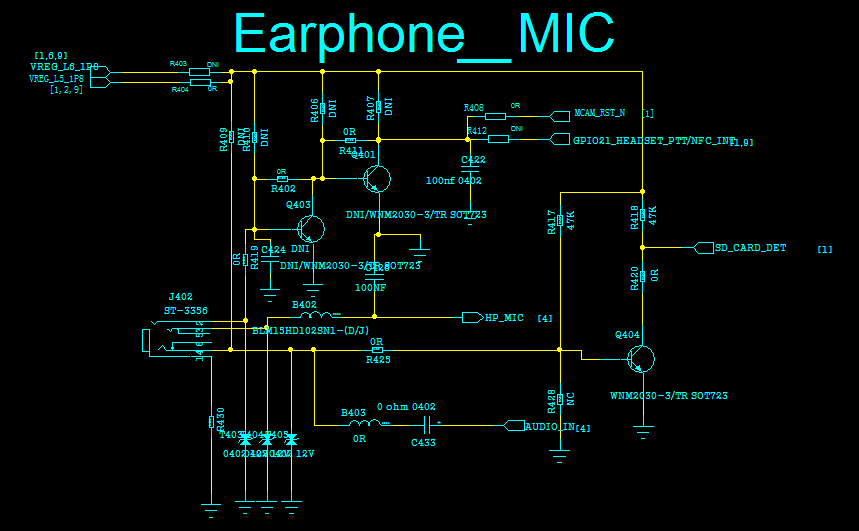 Earphone_MIC
[1,6,9]
VREG_L6_1P8
VREG_L5_1P8
[1,2,9]
R403
DNI
R404
0R
R409
DNI
R410
DNI
R406
DNI
R407
DNI
R408
0R
MCAM_RST_N
[1]
R412
DNI
GPIO21_HEADSET_PTT/NFC_INT
[1,9]
0R
R411
Q401
C422
100nf 0402
0R
R402
Q403
DNI/WNM2030-3/TR SOT723
R417
47K
R418
47K
SD_CARD_DET
[1]
DNI
0R
R419
C424
DNI/WNM2030-3/TR SOT723
100NF
R420
0R
J402
ST-3356
B402
BLM15HD102SN1-(D/J)
HP_MIC
[4]
Q404
WNM2030-3/TR SOT723
0R
R425
R428
NC
R430
B403
0 ohm 0402
0R
C433
AUDIO_IN
[4]
T403
0402 12V